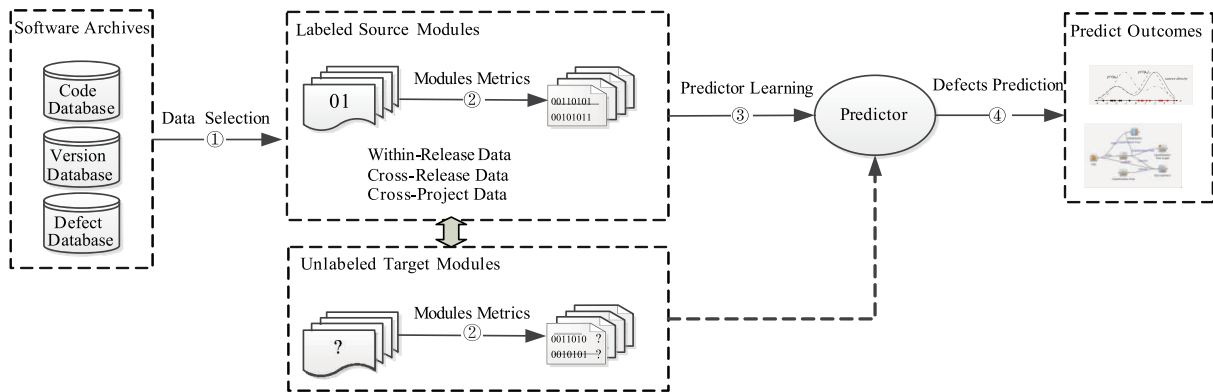 Software Archives
Code
Database
Version
Database
Defect
Database
Data Selection
①
Labeled Source Modules
01
Modules Metrics
②
00110101
00101011
Within-Release Data
Cross-Release Data
Cross-Project Data
Unlabeled Target Modules
?
Modules Metrics
②
0011010 ?
0010101 ?
Predictor Learning
③
Predictor
Defects Prediction
④
Predict Outcomes